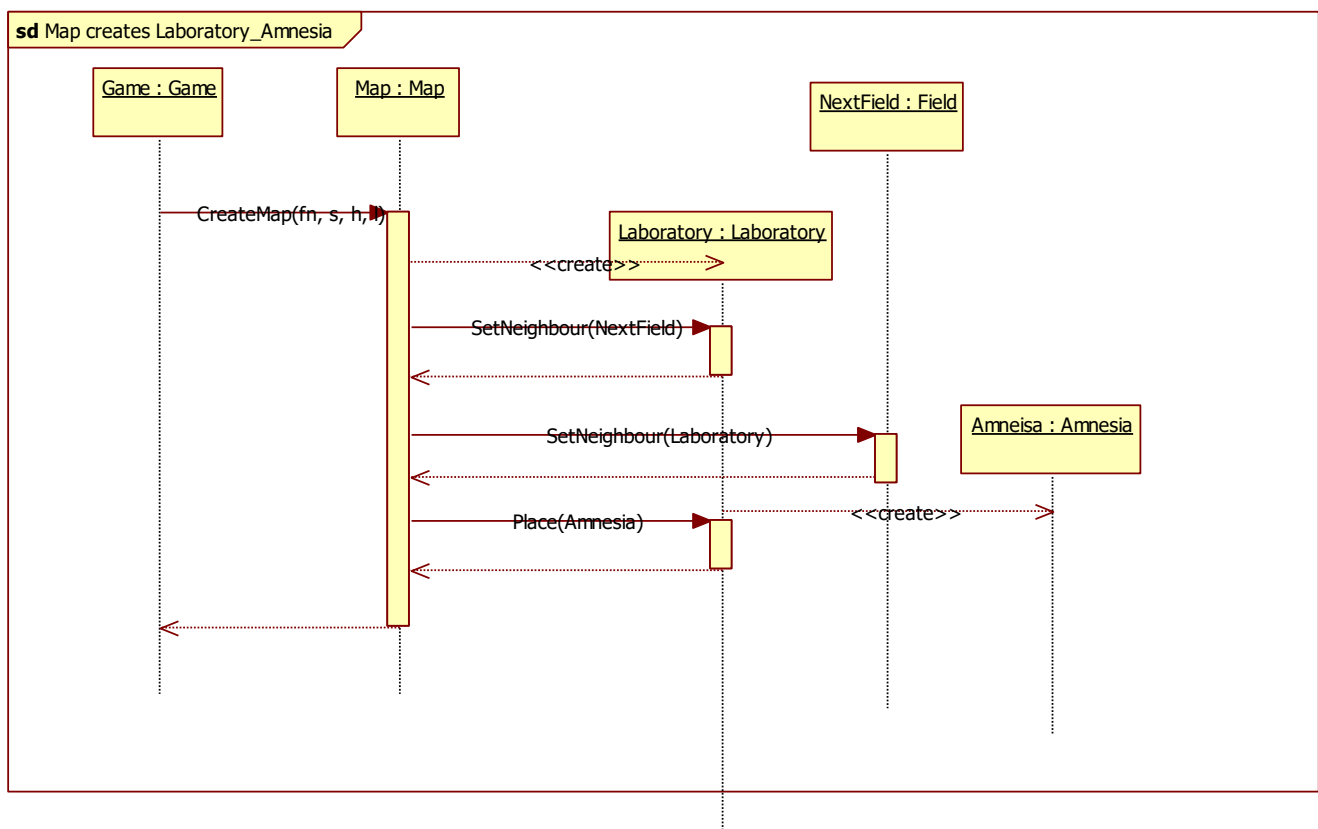 sd Map creates Laboratory_Amnesia
Game : Game
Map : Map
NextField : Field
CreateMap(fn, s, h, l)
Laboratory : Laboratory
<<create>>
SetNeighbour(NextField)
Amneisa : Amnesia
SetNeighbour(Laboratory)
<<create>>
Place(Amnesia)